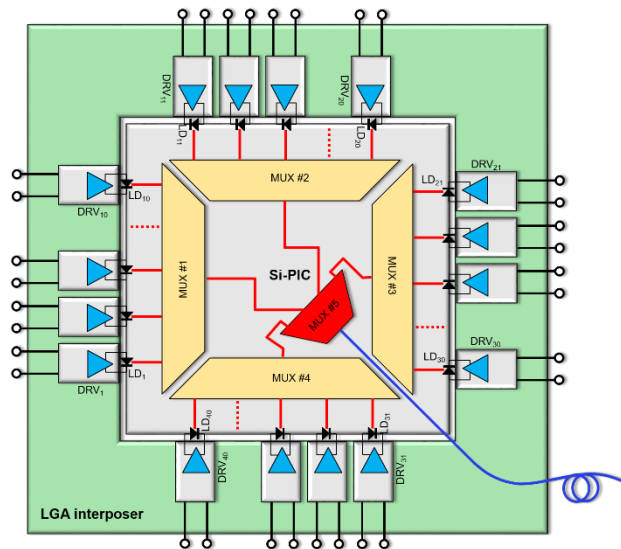 DRV₁₁
DRV₂₀
LD₁₁
LD₂₀
MUX #2
LD₂₁
DRV₂₁
LD₁₀
DRV₁₀
MUX #1
Si-PIC
MUX #3
MUX #5
LD₃₀
DRV₃₀
LD₁
DRV₁
MUX #4
LD₄₀
LD₃₁
DRV₄₀
DRV₃₁
LGA interposer